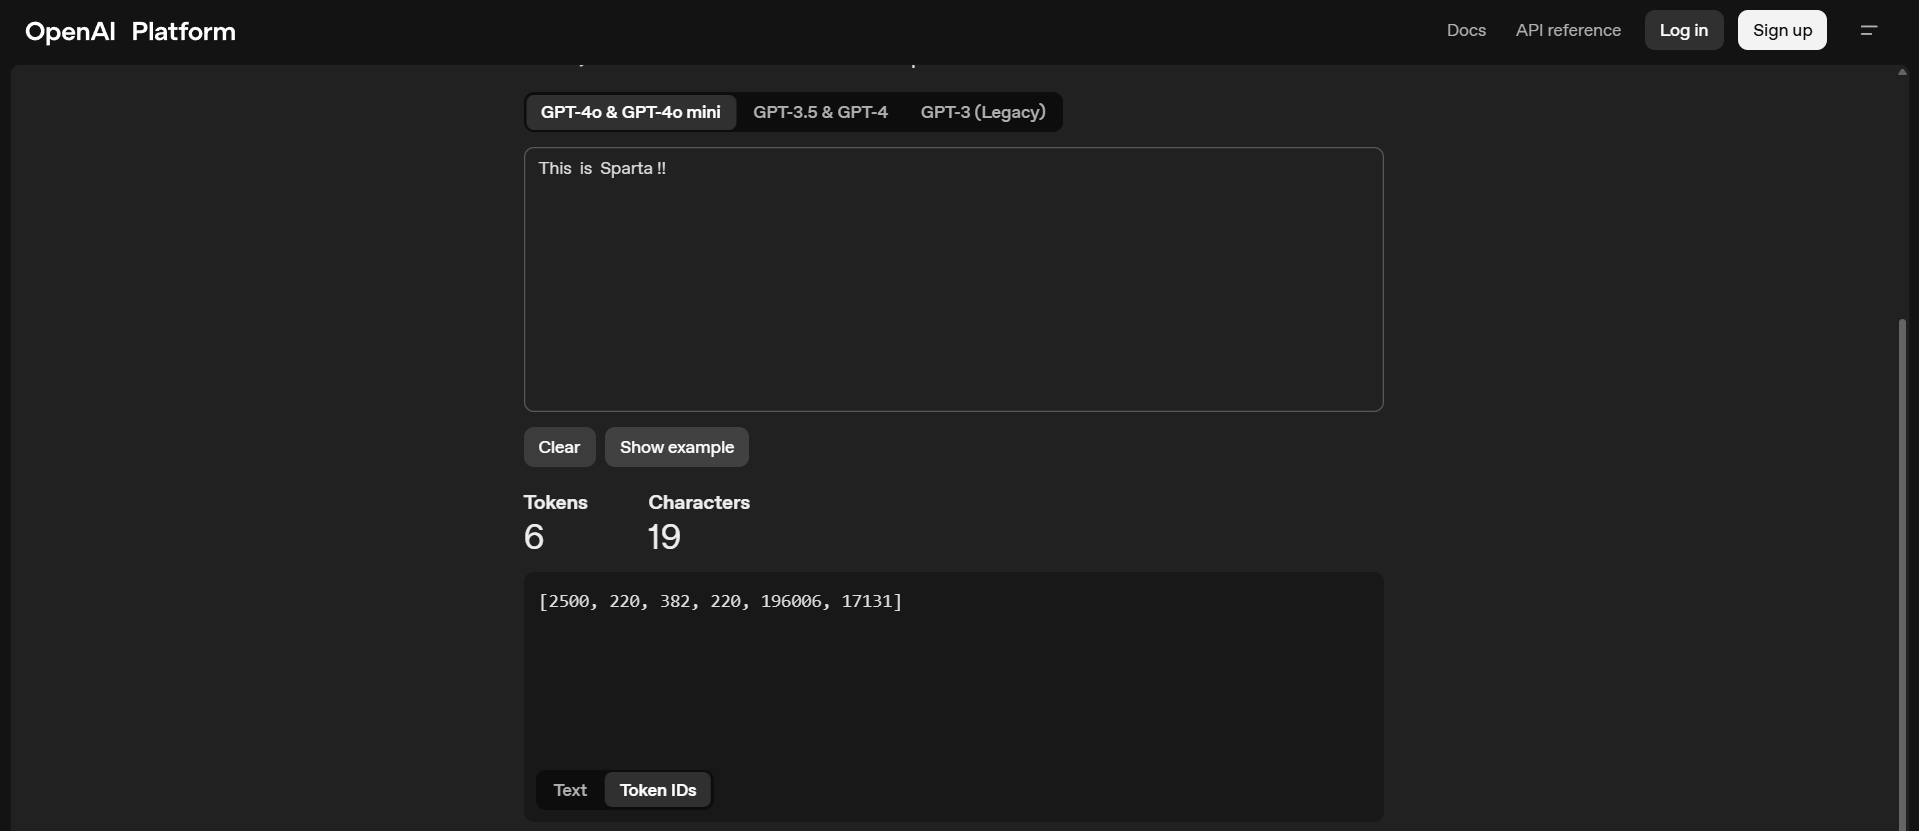 OpenAI Platform
Docs
API reference
Log in
Sign up
GPT-4o & GPT-4o mini
GPT-3.5 & GPT-4
GPT-3 (Legacy)
This  is  Sparta !!
Clear
Show example
Tokens
Characters
6
19
[2500, 220, 382, 220, 196006, 17131]
Text
Token IDs